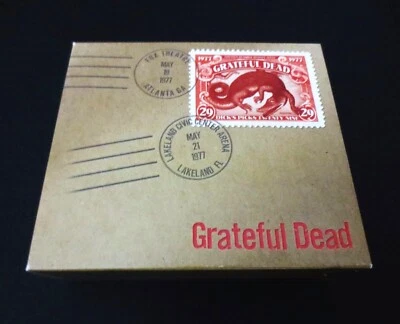 FOX THEATRE
MAY
19
1977
ATLANTA GA
1977 1977
GRATEFUL DEAD
29 29
DICK'S PICKS TWENTY NINE
LAKELAND CIVIC CENTER ARENA
MAY
21
1977
LAKELAND FL
Grateful Dead